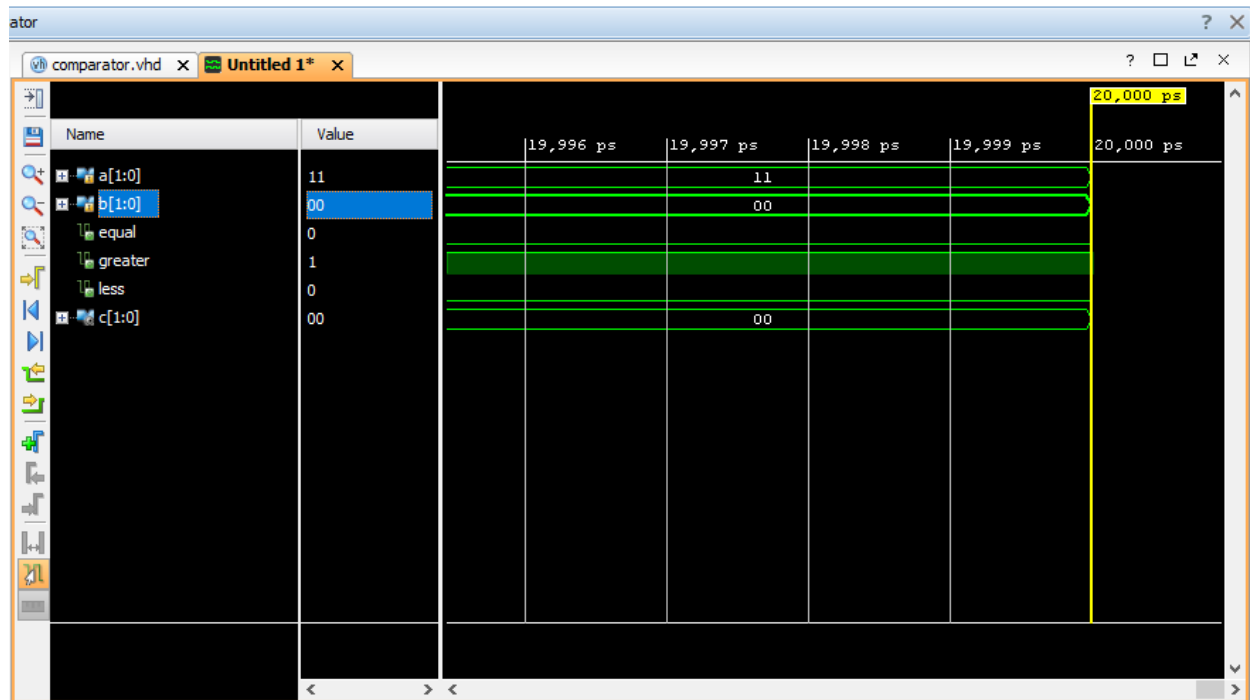 ator
comparator.vhd Untitled 1*
20,000 ps
Name Value
19,996 ps 19,997 ps 19,998 ps 19,999 ps 20,000 ps
a[1:0] 11 11
b[1:0] 00 00
equal 0
greater 1
less 0
c[1:0] 00 00